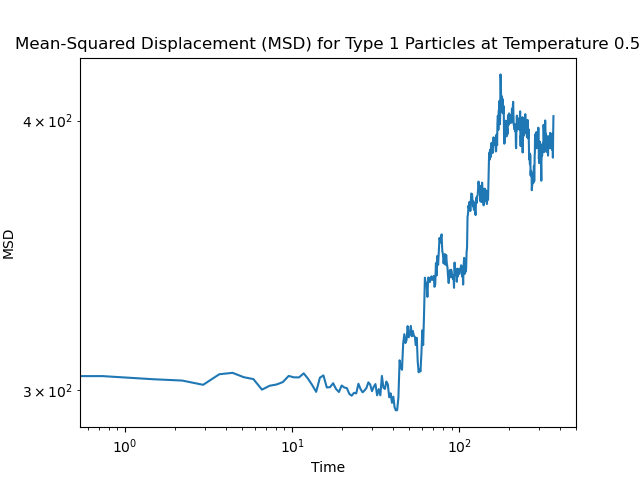 Mean-Squared Displacement (MSD) for Type 1 Particles at Temperature 0.5
4 × 10²
MSD
3 × 10²
10⁰ 10¹ 10²
Time